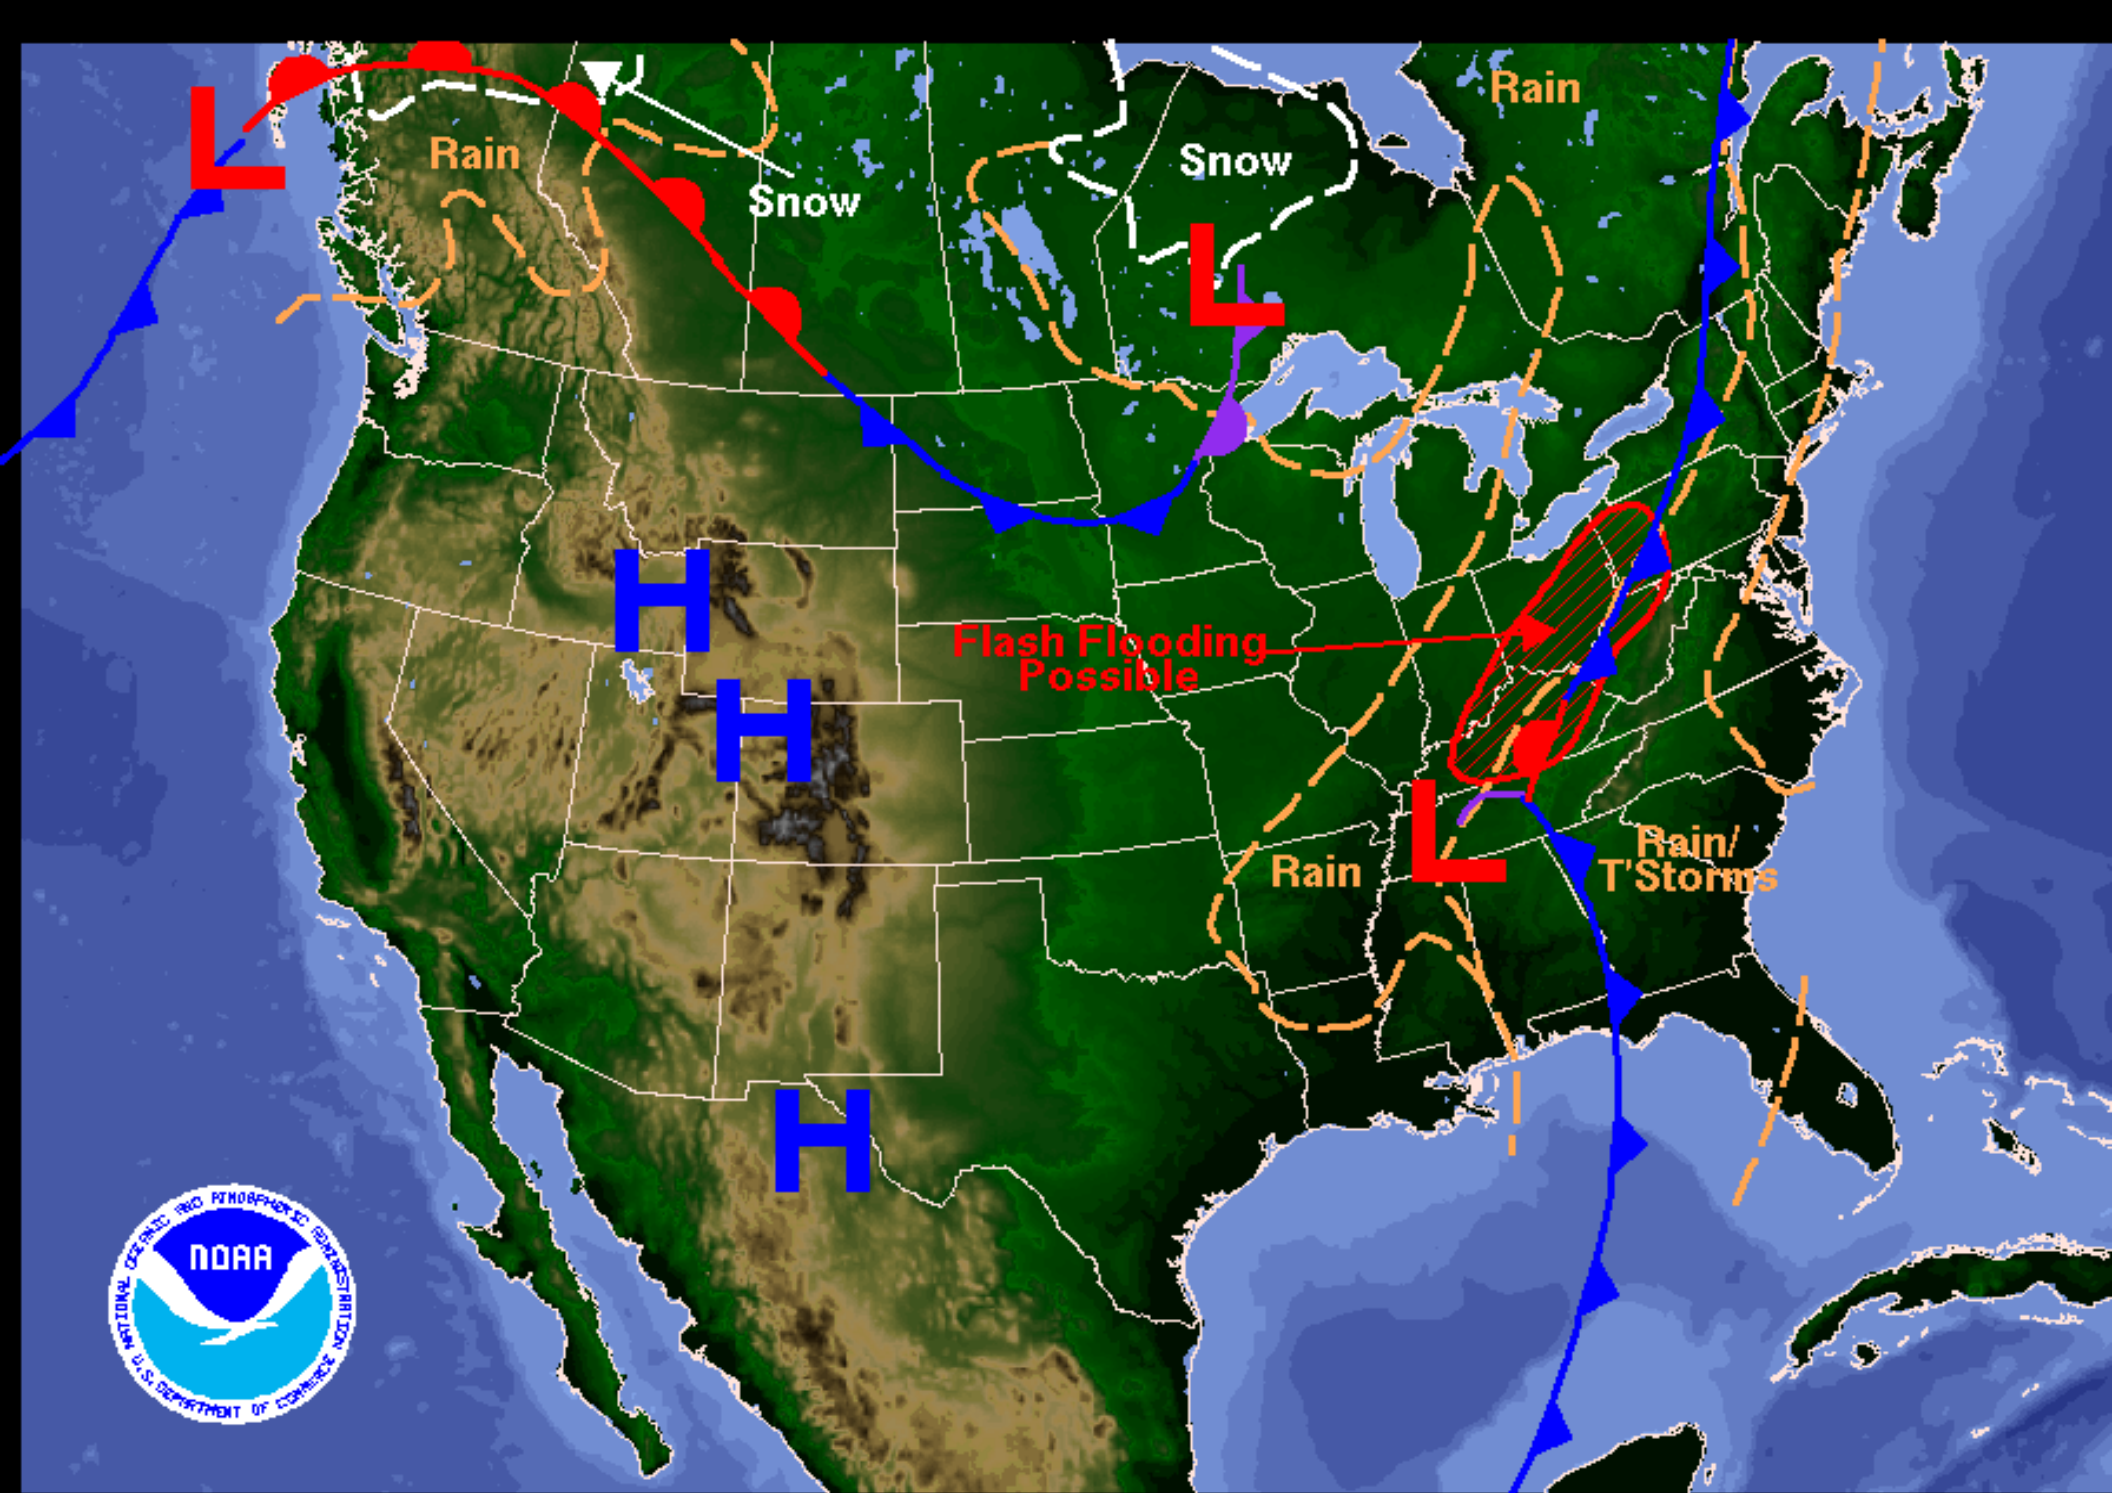 Rain
Rain
Snow
Snow
L
L
H
Flash Flooding
Possible
H
L
Rain
Rain/
T'Storms
H
NOAA
NATIONAL OCEANIC AND ATMOSPHERIC ADMINISTRATION
U.S. DEPARTMENT OF COMMERCE